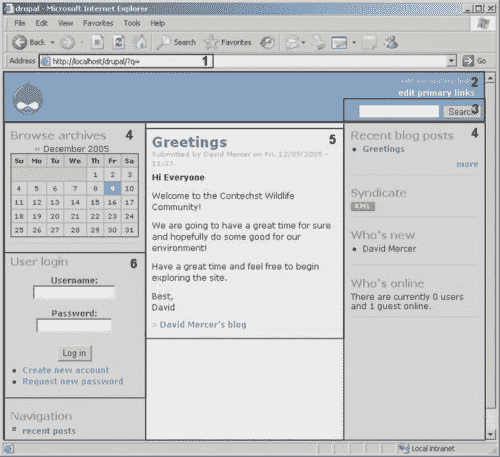 drupal - Microsoft Internet Explorer
File Edit View Favorites Tools Help
Back Search Favorites
Address http://localhost/drupal/?q= 1 Go
2
edit primary links
3
Search
Browse archives 4
« December 2005
Su Mo Tu We Th Fr Sa
1 2 3
4 5 6 7 8 9 10
11 12 13 14 15 16 17
18 19 20 21 22 23 24
25 26 27 28 29 30 31
User login 6
Username:
Password:
Log in
Create new account
Request new password
Navigation
recent posts
Greetings 5
Submitted by David Mercer on Fri, 12/09/2005 -
11:27.
Hi Everyone
Welcome to the Contechst Wildlife
Community!
We are going to have a great time for sure
and hopefully do some good for our
environment!
Have a great time and feel free to begin
exploring the site.
Best,
David
» David Mercer's blog
Recent blog posts 4
Greetings
more
Syndicate
XML
Who's new
David Mercer
Who's online
There are currently 0 users
and 1 guest online.
Local intranet